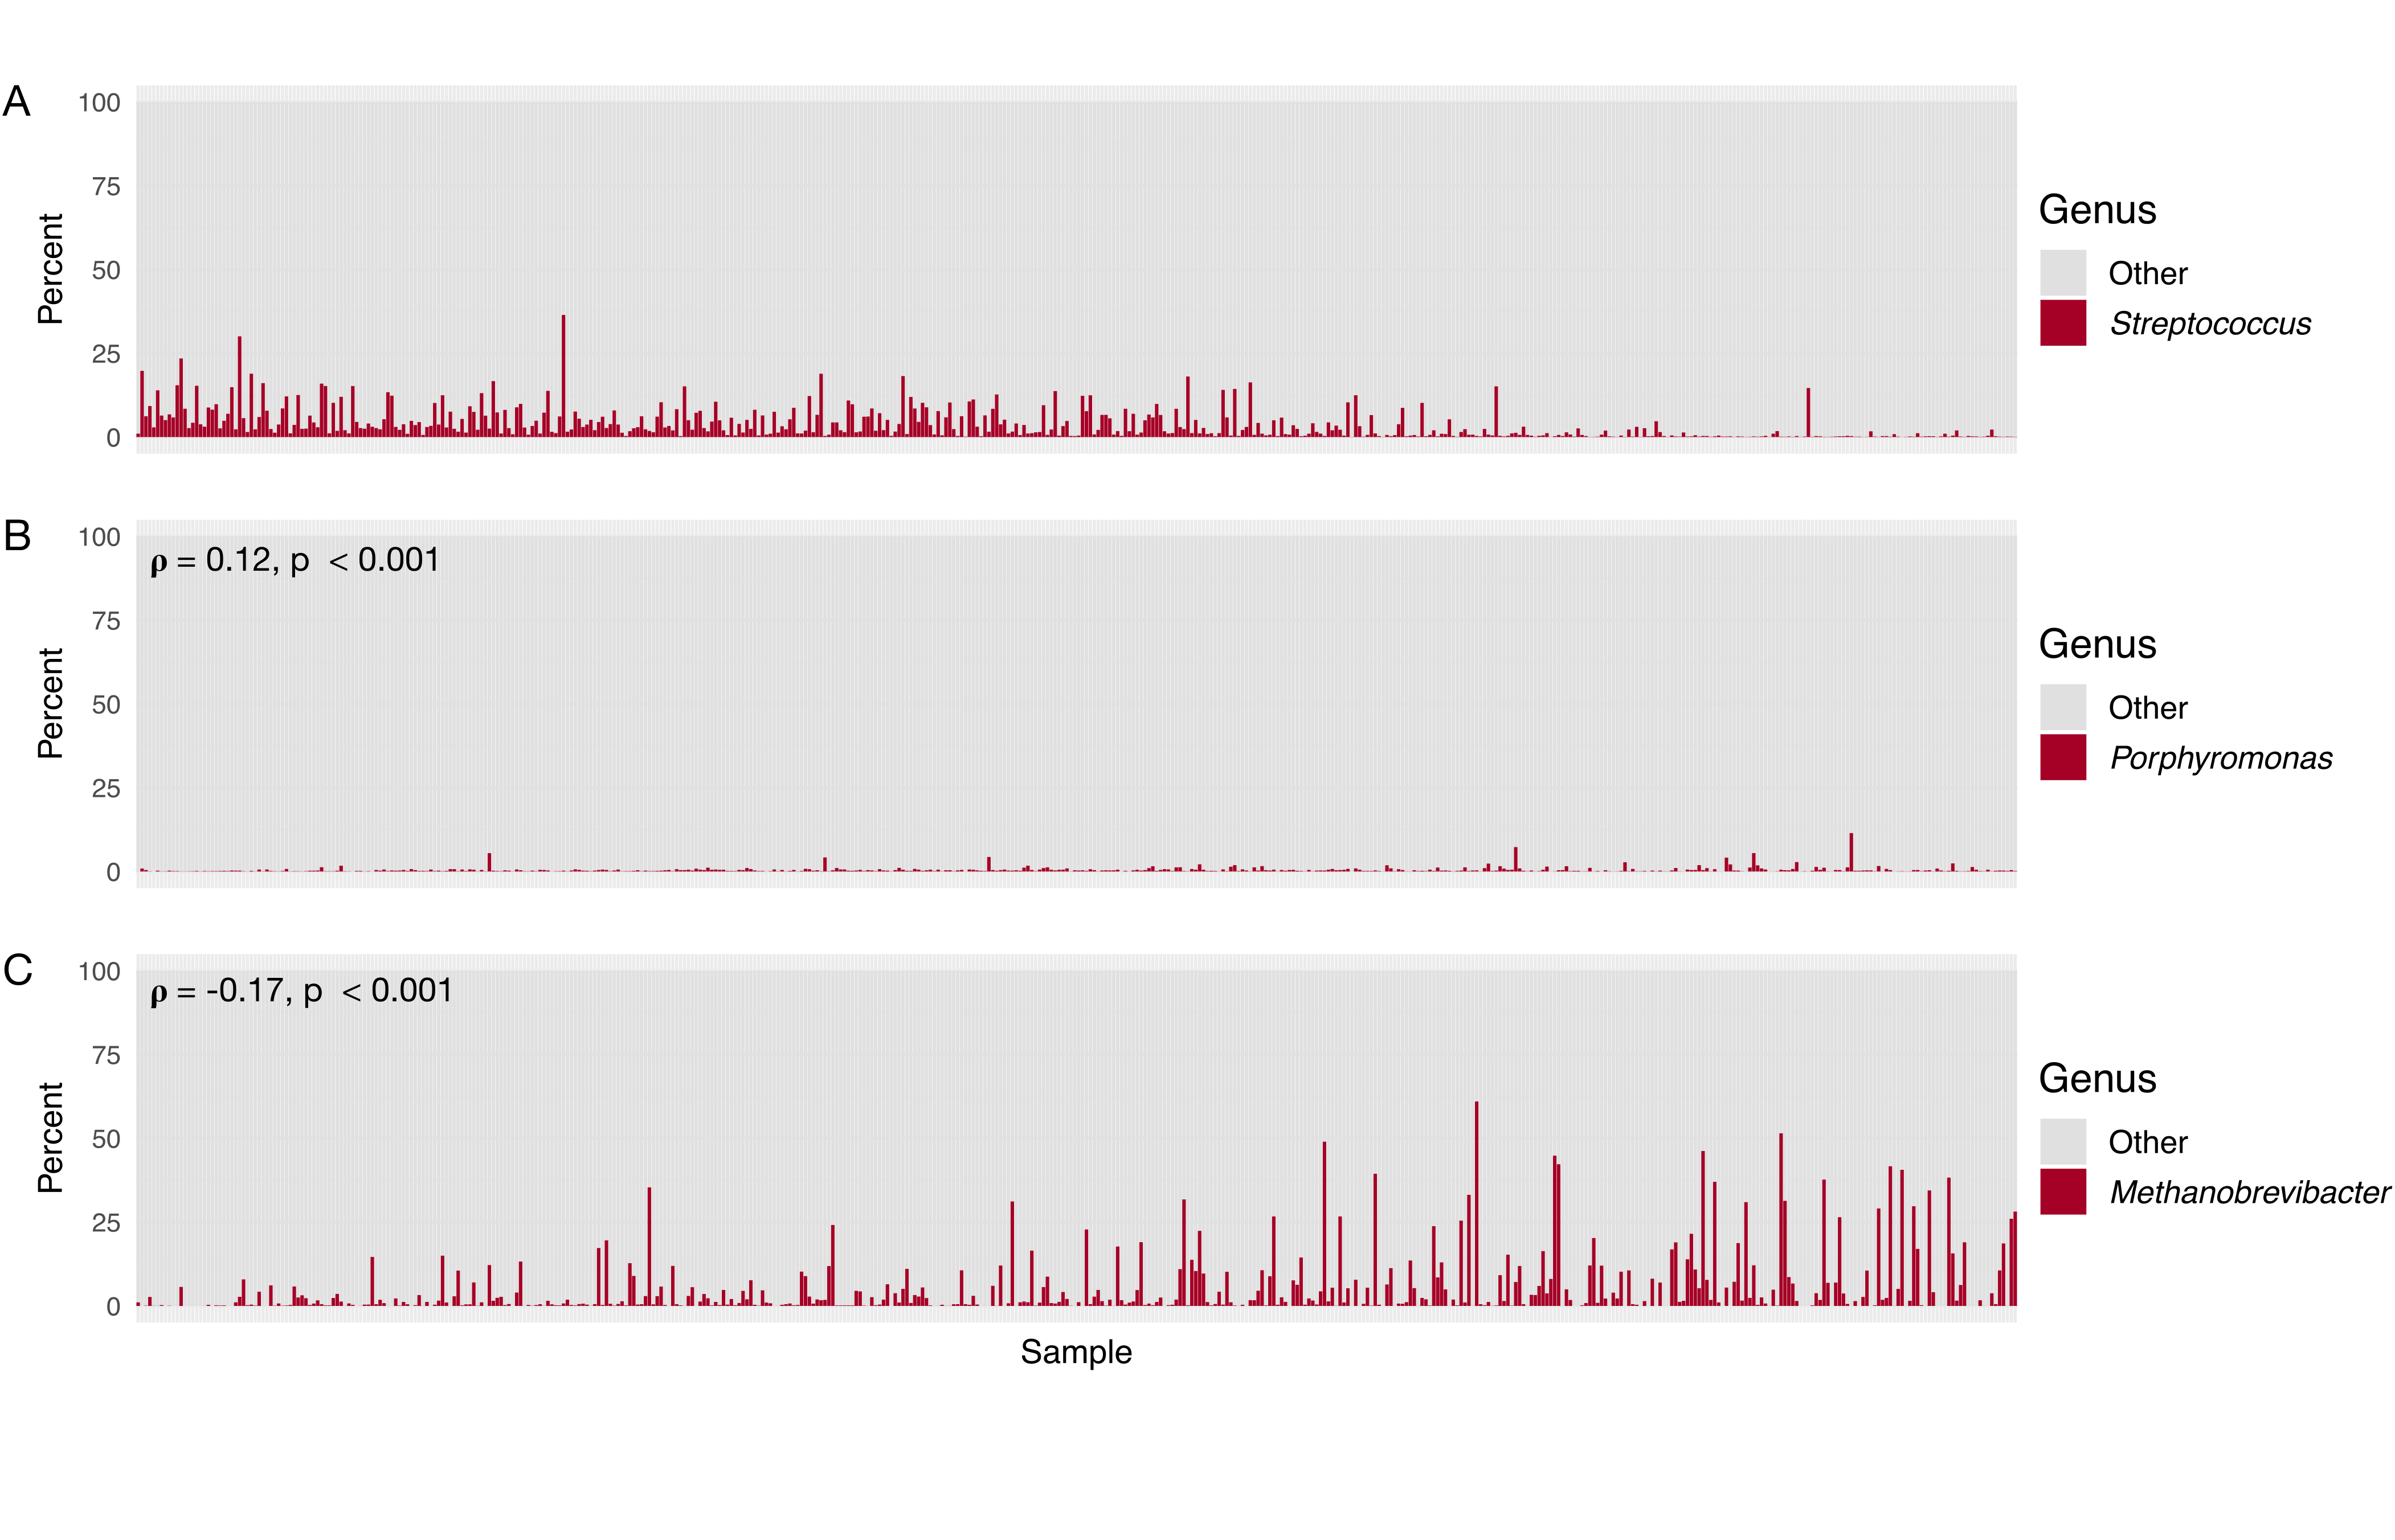 A
100
75
50
25
0
Percent
Genus
Other
Streptococcus
B
100
75
50
25
0
Percent
ρ = 0.12, p < 0.001
Genus
Other
Porphyromonas
C
100
75
50
25
0
Percent
ρ = -0.17, p < 0.001
Genus
Other
Methanobrevibacter
Sample